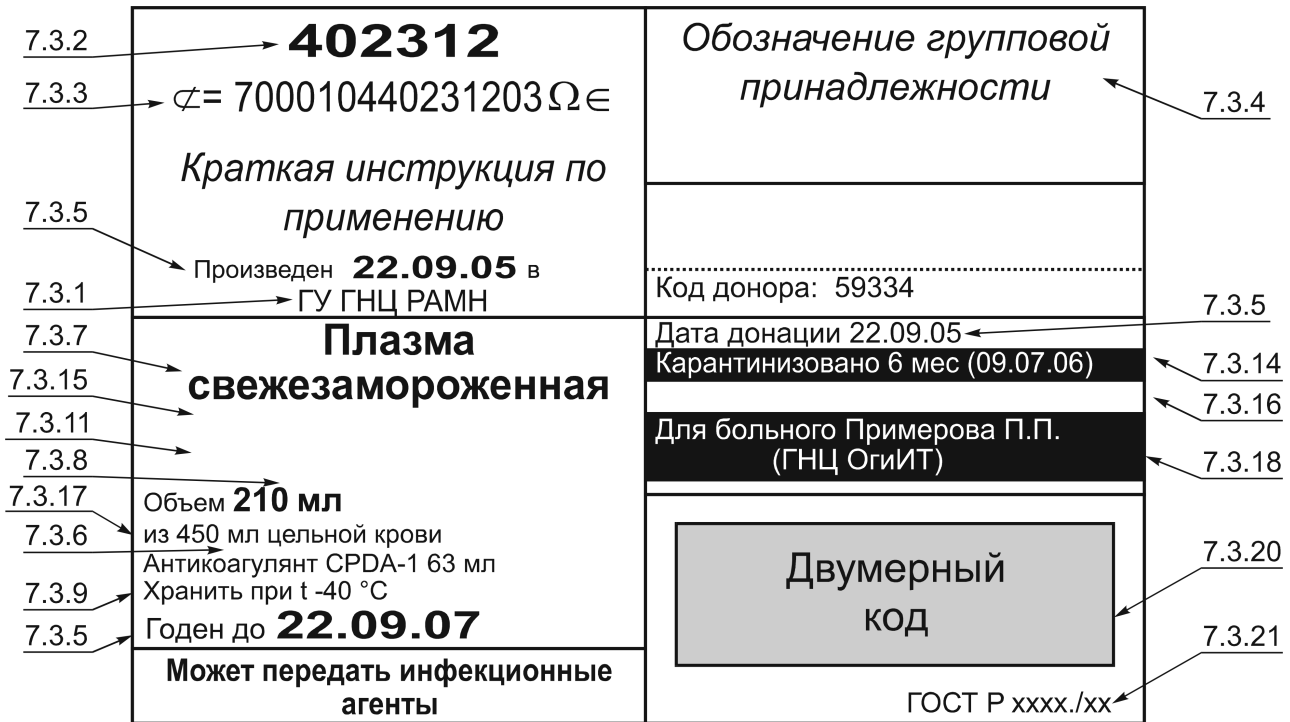 7.3.2
7.3.3
7.3.5
7.3.1
7.3.7
7.3.15
7.3.11
7.3.8
7.3.17
7.3.6
7.3.9
7.3.5
402312
⊄= 700010440231203Ω∈
Краткая инструкция по
применению
Произведен 22.09.05 в
ГУ ГНЦ РАМН
Плазма
свежезамороженная
Объем 210 мл
из 450 мл цельной крови
Антикоагулянт CPDA-1 63 мл
Хранить при t -40 °C
Годен до 22.09.07
Может передать инфекционные
агенты
Обозначение групповой
принадлежности
Код донора: 59334
Дата донации 22.09.05
Карантинизовано 6 мес (09.07.06)
Для больного Примерова П.П.
(ГНЦ ОгиИТ)
Двумерный
код
ГОСТ Р xxxx./xx
7.3.4
7.3.5
7.3.14
7.3.16
7.3.18
7.3.20
7.3.21